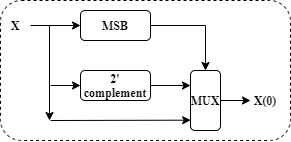 X
MSB
2'
complement
MUX
X(0)